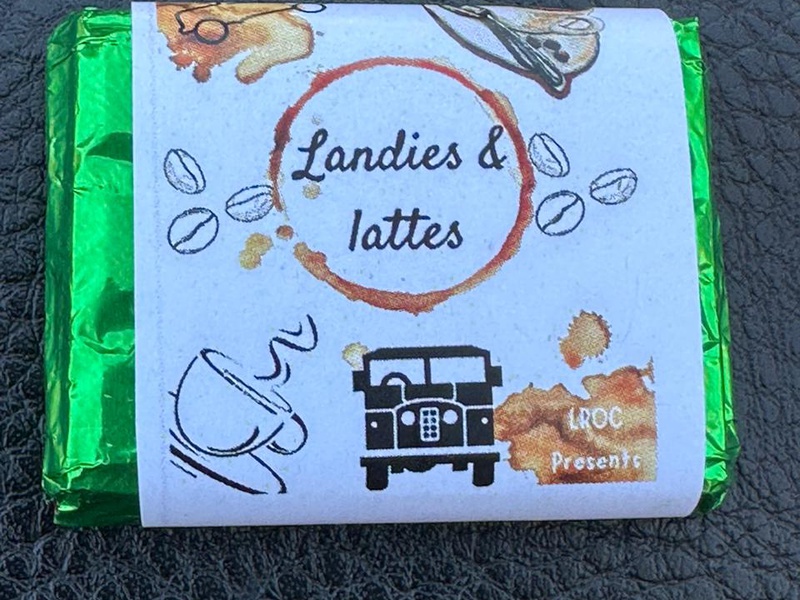 Landies &
lattes
LROC
Presents